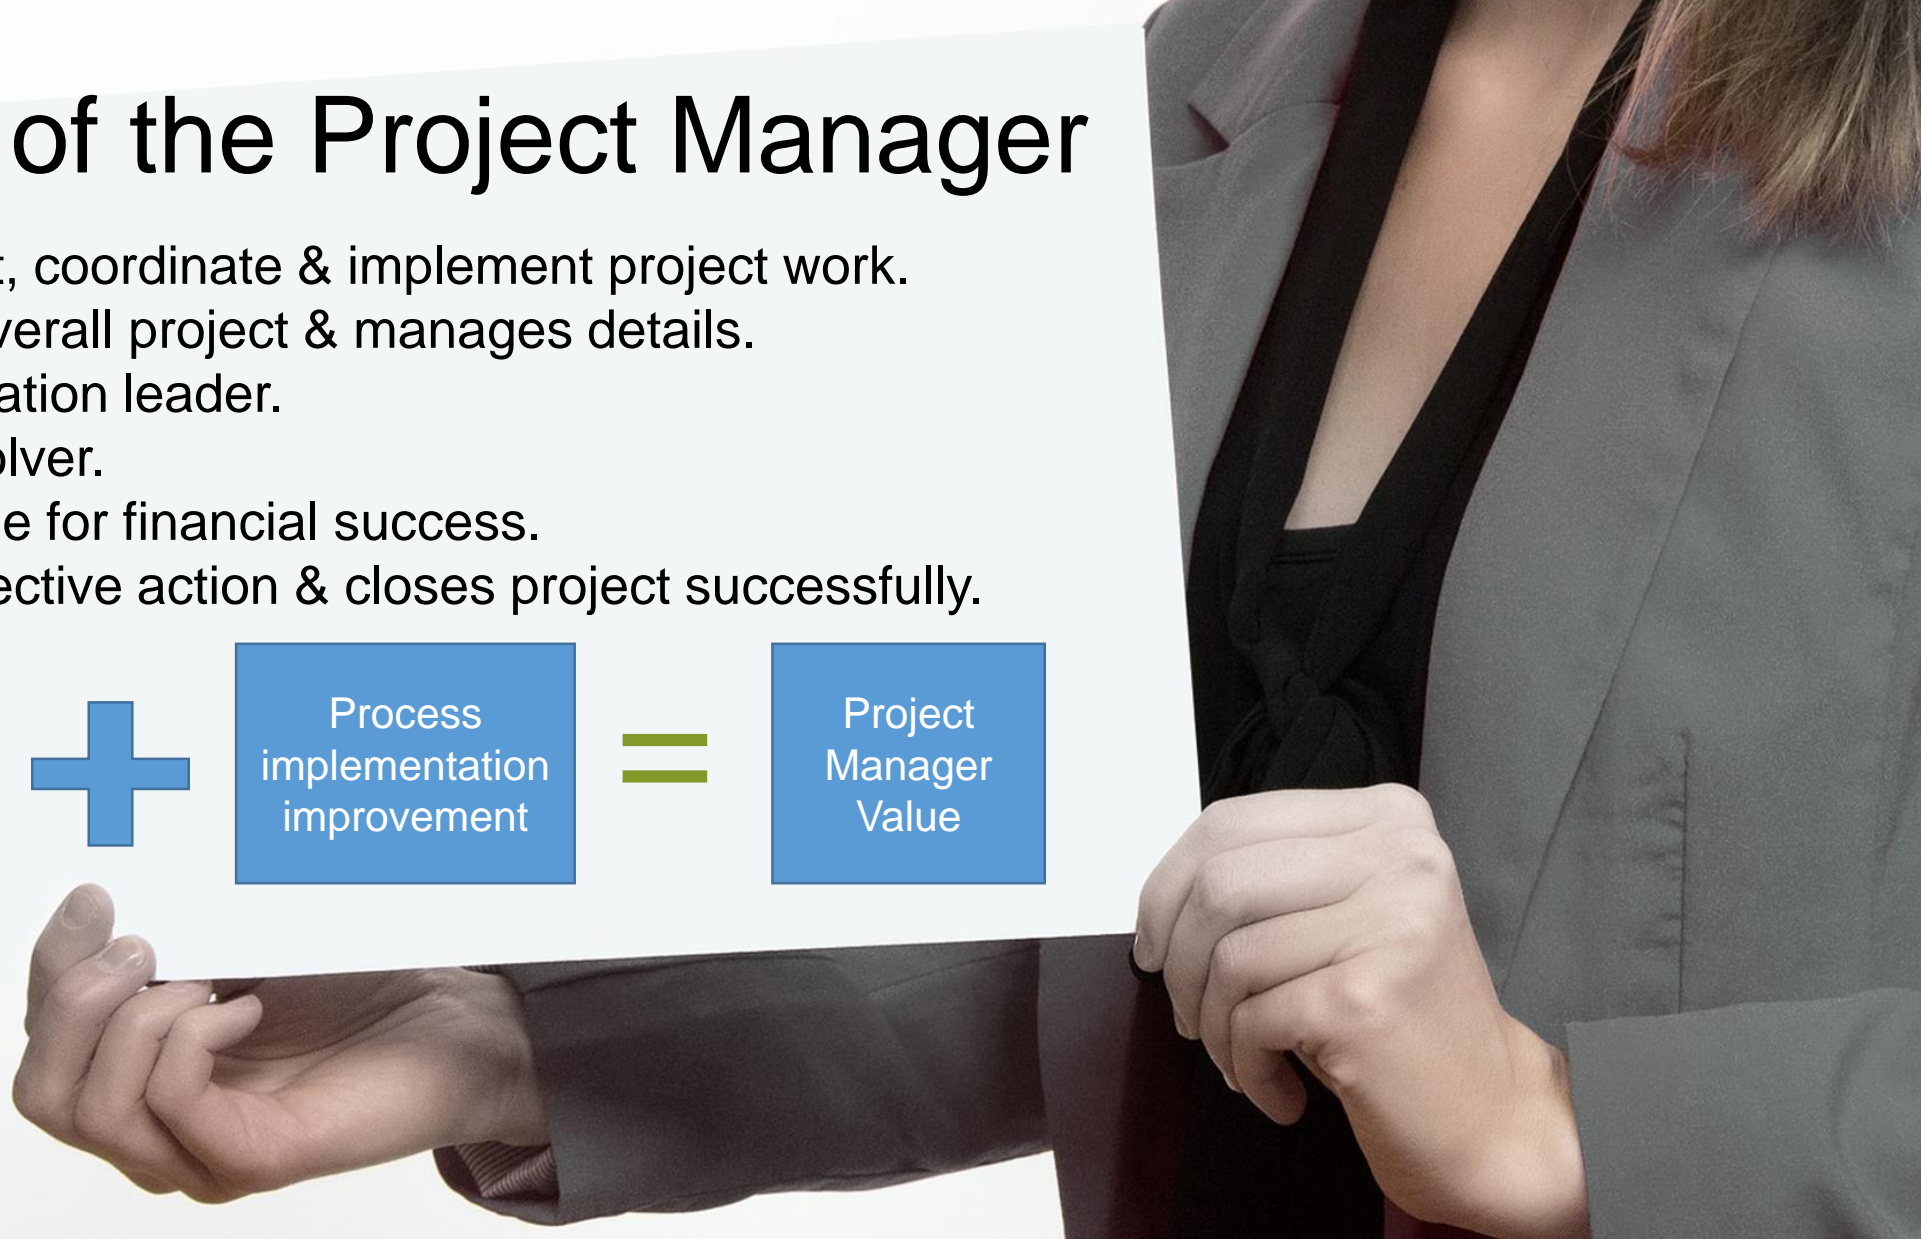 of the Project Manager
, coordinate & implement project work.
verall project & manages details.
ation leader.
olver.
e for financial success.
ective action & closes project successfully.
Process
implementation
improvement
=
Project
Manager
Value